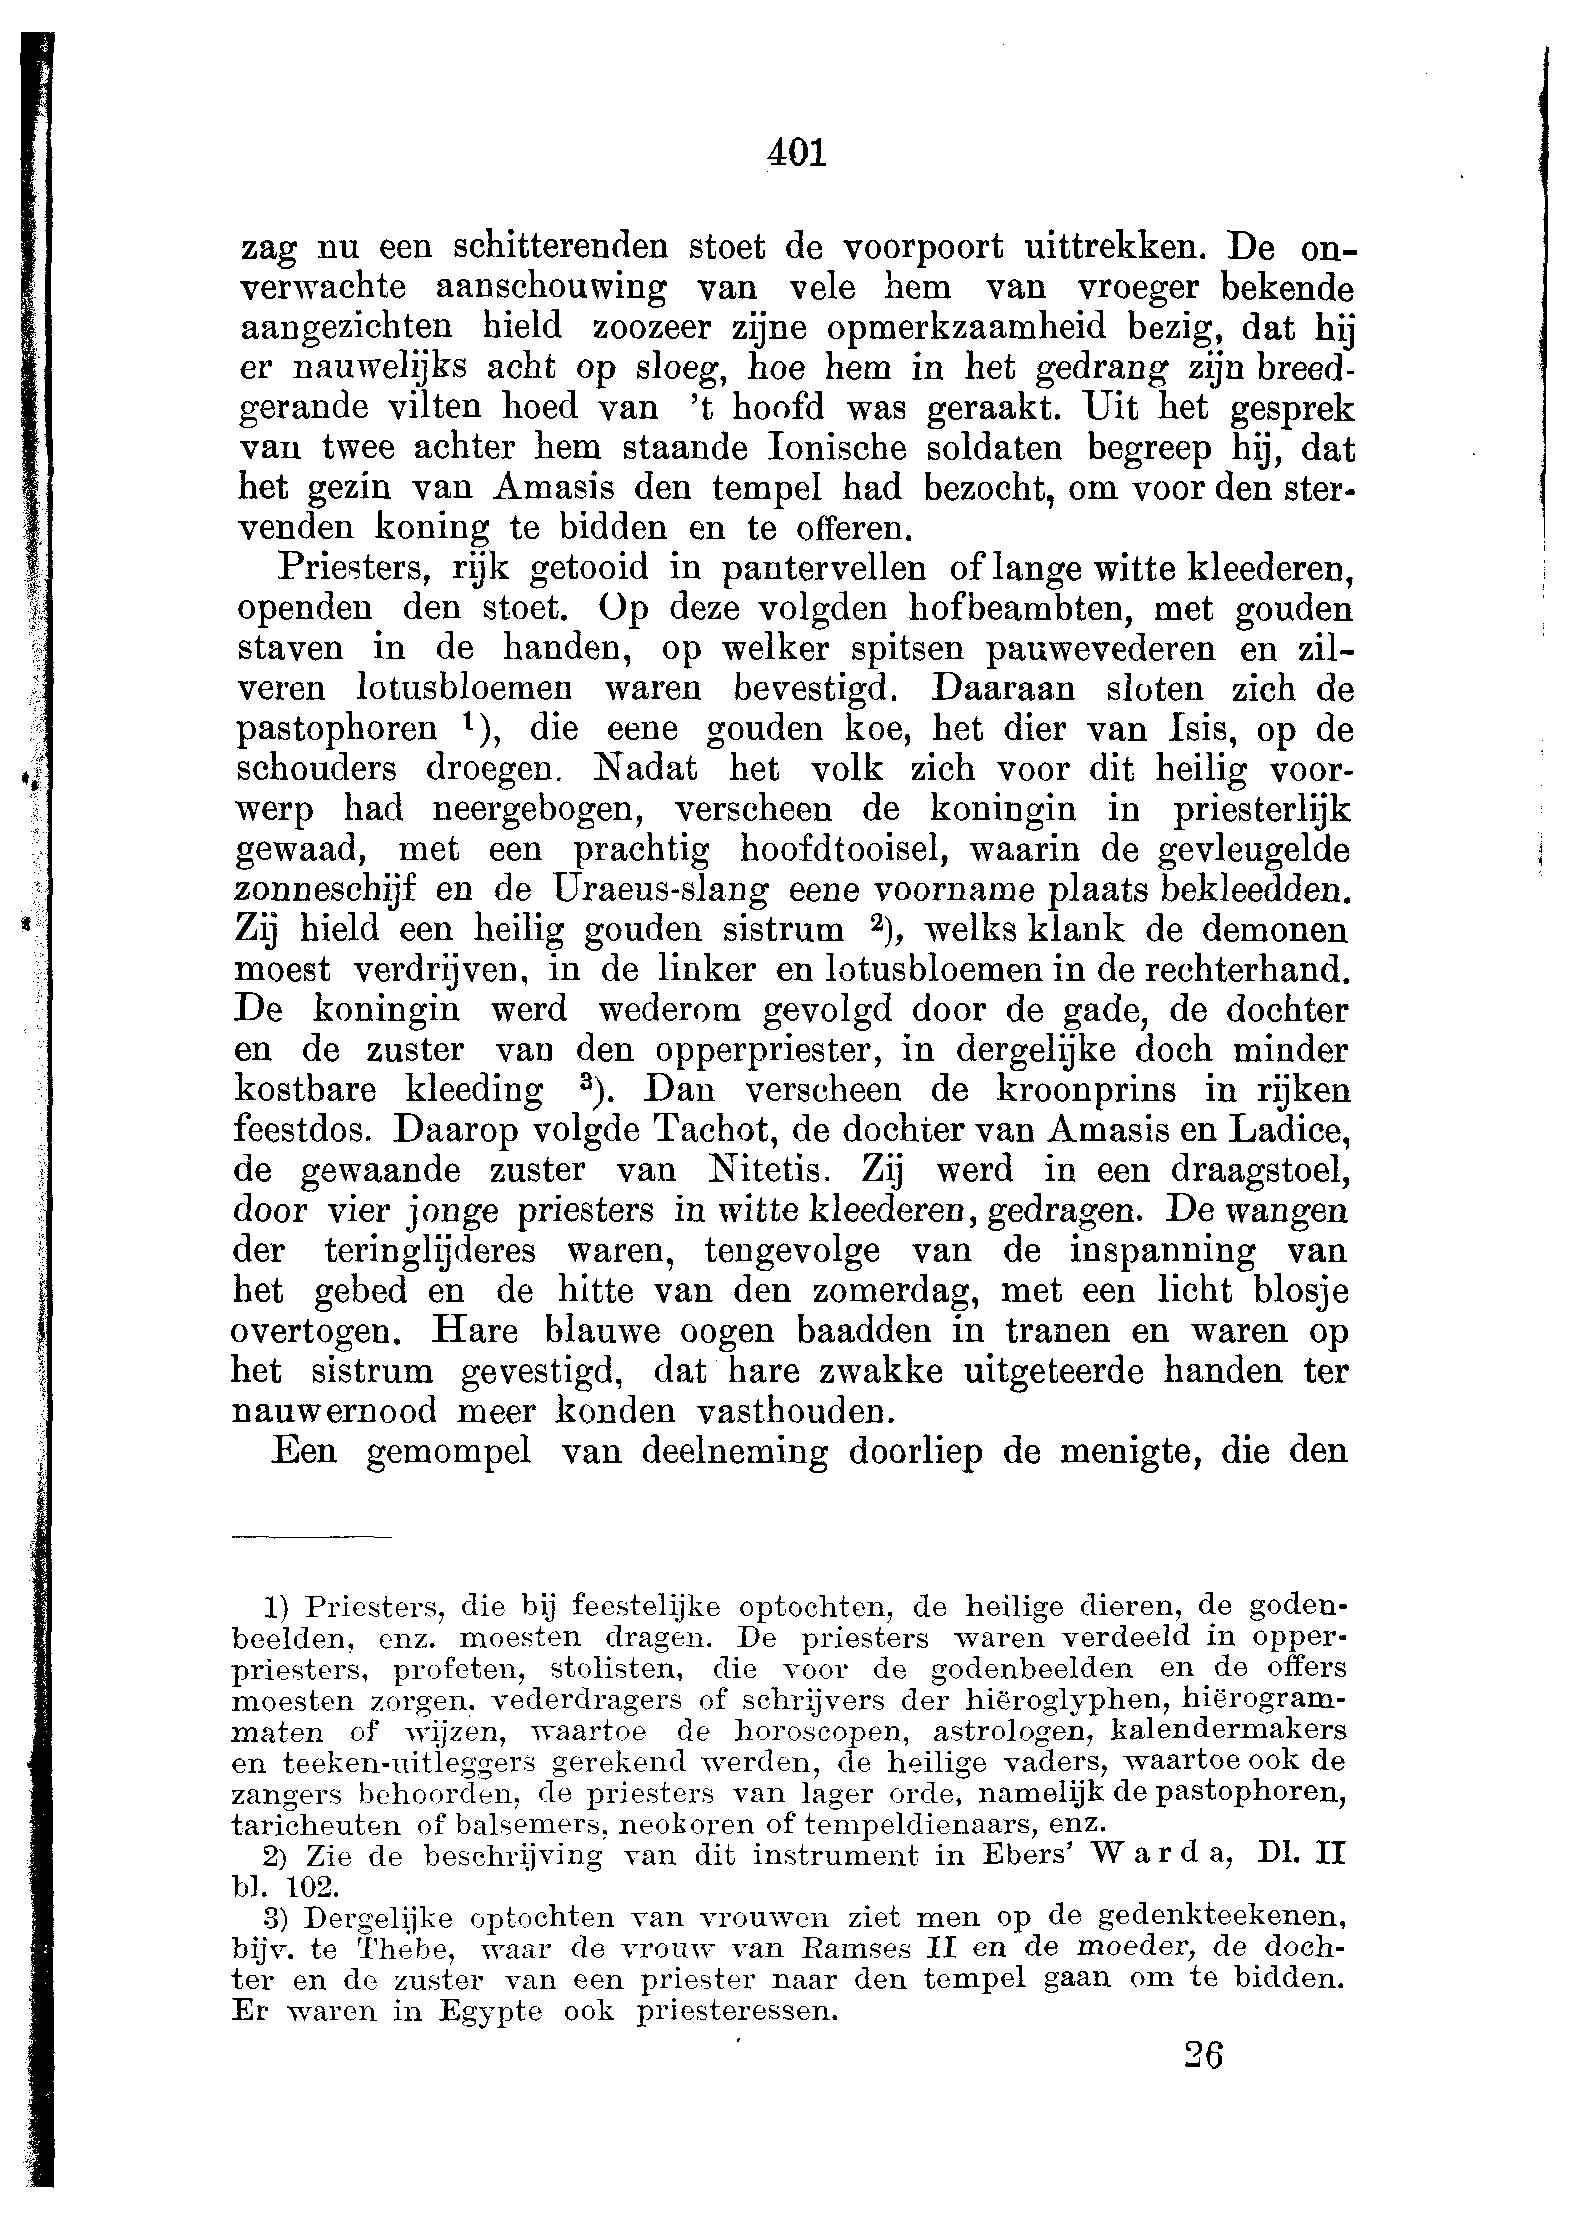 401
zag nu een schitterenden stoet de voorpoort uittrekken. De on-
verwachte aanschouwing van vele hem van vroeger bekende
aangezichten hield zoozeer zijne opmerkzaamheid bezig, dat hij
er nauwelijks acht op sloeg, hoe hem in het gedrang zijn breed-
gerande vilten hoed van 't hoofd was geraakt. Uit het gesprek
van twee achter hem staande Ionische soldaten begreep hij, dat
het gezin van Amasis den tempel had bezocht, om voor den ster-
venden koning te bidden en te offeren.
Priesters, rijk getooid in pantervellen of lange witte kleederen,
openden den stoet. Op deze volgden hofbeambten, met gouden
staven in de handen, op welker spitsen pauwevederen en zil-
veren lotusbloemen waren bevestigd. Daaraan sloten zich de
pastophoren ¹), die eene gouden koe, het dier van Isis, op de
schouders droegen. Nadat het volk zich voor dit heilig voor-
werp had neergebogen, verscheen de koningin in priesterlijk
gewaad, met een prachtig hoofdtooisel, waarin de gevleugelde
zonneschijf en de Uraeus-slang eene voorname plaats bekleedden.
Zij hield een heilig gouden sistrum ²), welks klank de demonen
moest verdrijven, in de linker en lotusbloemen in de rechterhand.
De koningin werd wederom gevolgd door de gade, de dochter
en de zuster van den opperpriester, in dergelijke doch minder
kostbare kleeding ³). Dan verscheen de kroonprins in rijken
feestdos. Daarop volgde Tachot, de dochter van Amasis en Ladice,
de gewaande zuster van Nitetis. Zij werd in een draagstoel,
door vier jonge priesters in witte kleederen, gedragen. De wangen
der teringlijderes waren, tengevolge van de inspanning van
het gebed en de hitte van den zomerdag, met een licht blosje
overtogen. Hare blauwe oogen baadden in tranen en waren op
het sistrum gevestigd, dat hare zwakke uitgeteerde handen ter
nauwernood meer konden vasthouden.
Een gemompel van deelneming doorliep de menigte, die den
1) Priesters, die bij feestelijke optochten, de heilige dieren, de goden-
beelden, enz. moesten dragen. De priesters waren verdeeld in opper-
priesters, profeten, stolisten, die voor de godenbeelden en de offers
moesten zorgen, vederdragers of schrijvers der hiëroglyphen, hiërogram-
maten of wijzen, waartoe de horoscopen, astrologen, kalendermakers
en teeken-uitleggers gerekend werden, de heilige vaders, waartoe ook de
zangers behoorden, de priesters van lager orde, namelijk de pastophoren,
taricheuten of balsemers, neokoren of tempeldienaars, enz.
2) Zie de beschrijving van dit instrument in Ebers' Warda, Dl. II
bl. 102.
3) Dergelijke optochten van vrouwen ziet men op de gedenkteekenen,
bijv. te Thebe, waar de vrouw van Ramses II en de moeder, de doch-
ter en de zuster van een priester naar den tempel gaan om te bidden.
Er waren in Egypte ook priesteressen.
26